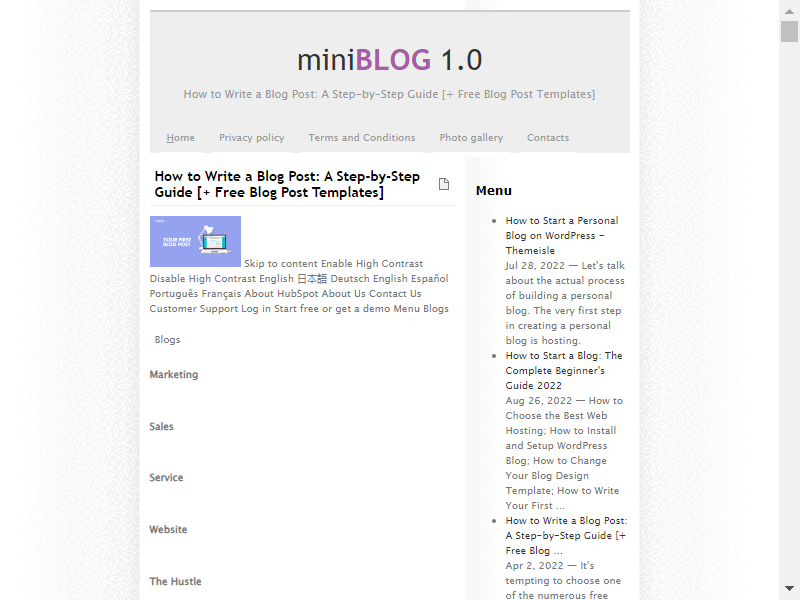 miniBLOG 1.0
How to Write a Blog Post: A Step-by-Step Guide [+ Free Blog Post Templates]
Home Privacy policy Terms and Conditions Photo gallery Contacts
How to Write a Blog Post: A Step-by-Step
Guide [+ Free Blog Post Templates]
YOUR FIRST
BLOG POST
Skip to content Enable High Contrast
Disable High Contrast English 日本語 Deutsch English Español
Português Français About HubSpot About Us Contact Us
Customer Support Log in Start free or get a demo Menu Blogs
Blogs
Marketing
Sales
Service
Website
The Hustle
Menu
How to Start a Personal
Blog on WordPress -
Themeisle
Jul 28, 2022 — Let's talk
about the actual process
of building a personal
blog. The very first step
in creating a personal
blog is hosting.
How to Start a Blog: The
Complete Beginner's
Guide 2022
Aug 26, 2022 — How to
Choose the Best Web
Hosting; How to Install
and Setup WordPress
Blog; How to Change
Your Blog Design
Template; How to Write
Your First ...
How to Write a Blog Post:
A Step-by-Step Guide [+
Free Blog ...
Apr 2, 2022 — It's
tempting to choose one
of the numerous free